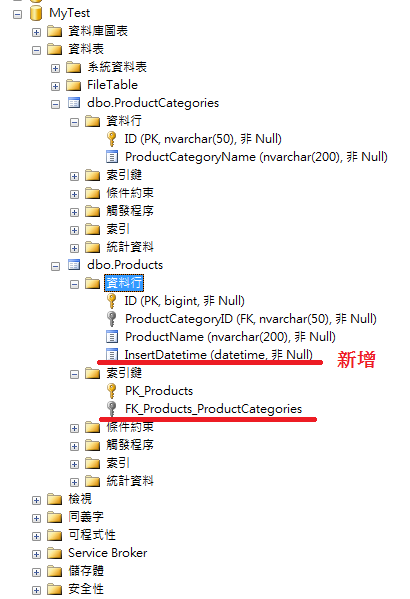 MyTest
資料庫圖表
資料表
系統資料表
FileTable
dbo.ProductCategories
資料行
ID (PK, nvarchar(50), 非 Null)
ProductCategoryName (nvarchar(200), 非 Null)
索引鍵
條件約束
觸發程序
索引
統計資料
dbo.Products
資料行
ID (PK, bigint, 非 Null)
ProductCategoryID (FK, nvarchar(50), 非 Null)
ProductName (nvarchar(200), 非 Null)
InsertDatetime (datetime, 非 Null) 新增
索引鍵
PK_Products
FK_Products_ProductCategories
條件約束
觸發程序
索引
統計資料
檢視
同義字
可程式性
Service Broker
儲存體
安全性